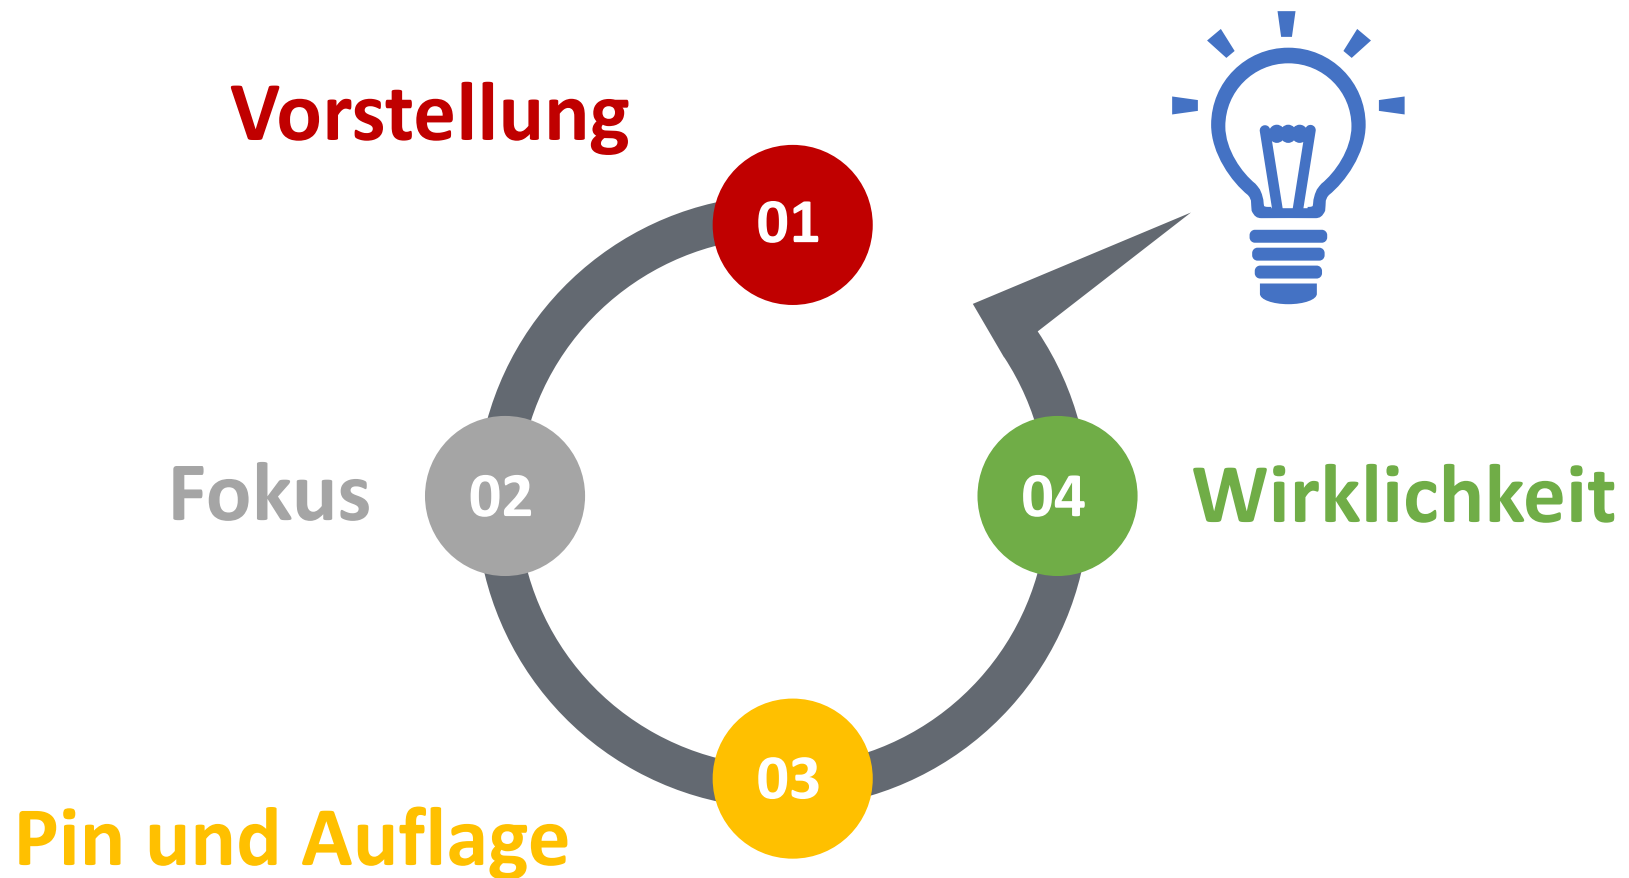 Vorstellung
01
Fokus
02
04
Wirklichkeit
03
Pin und Auflage